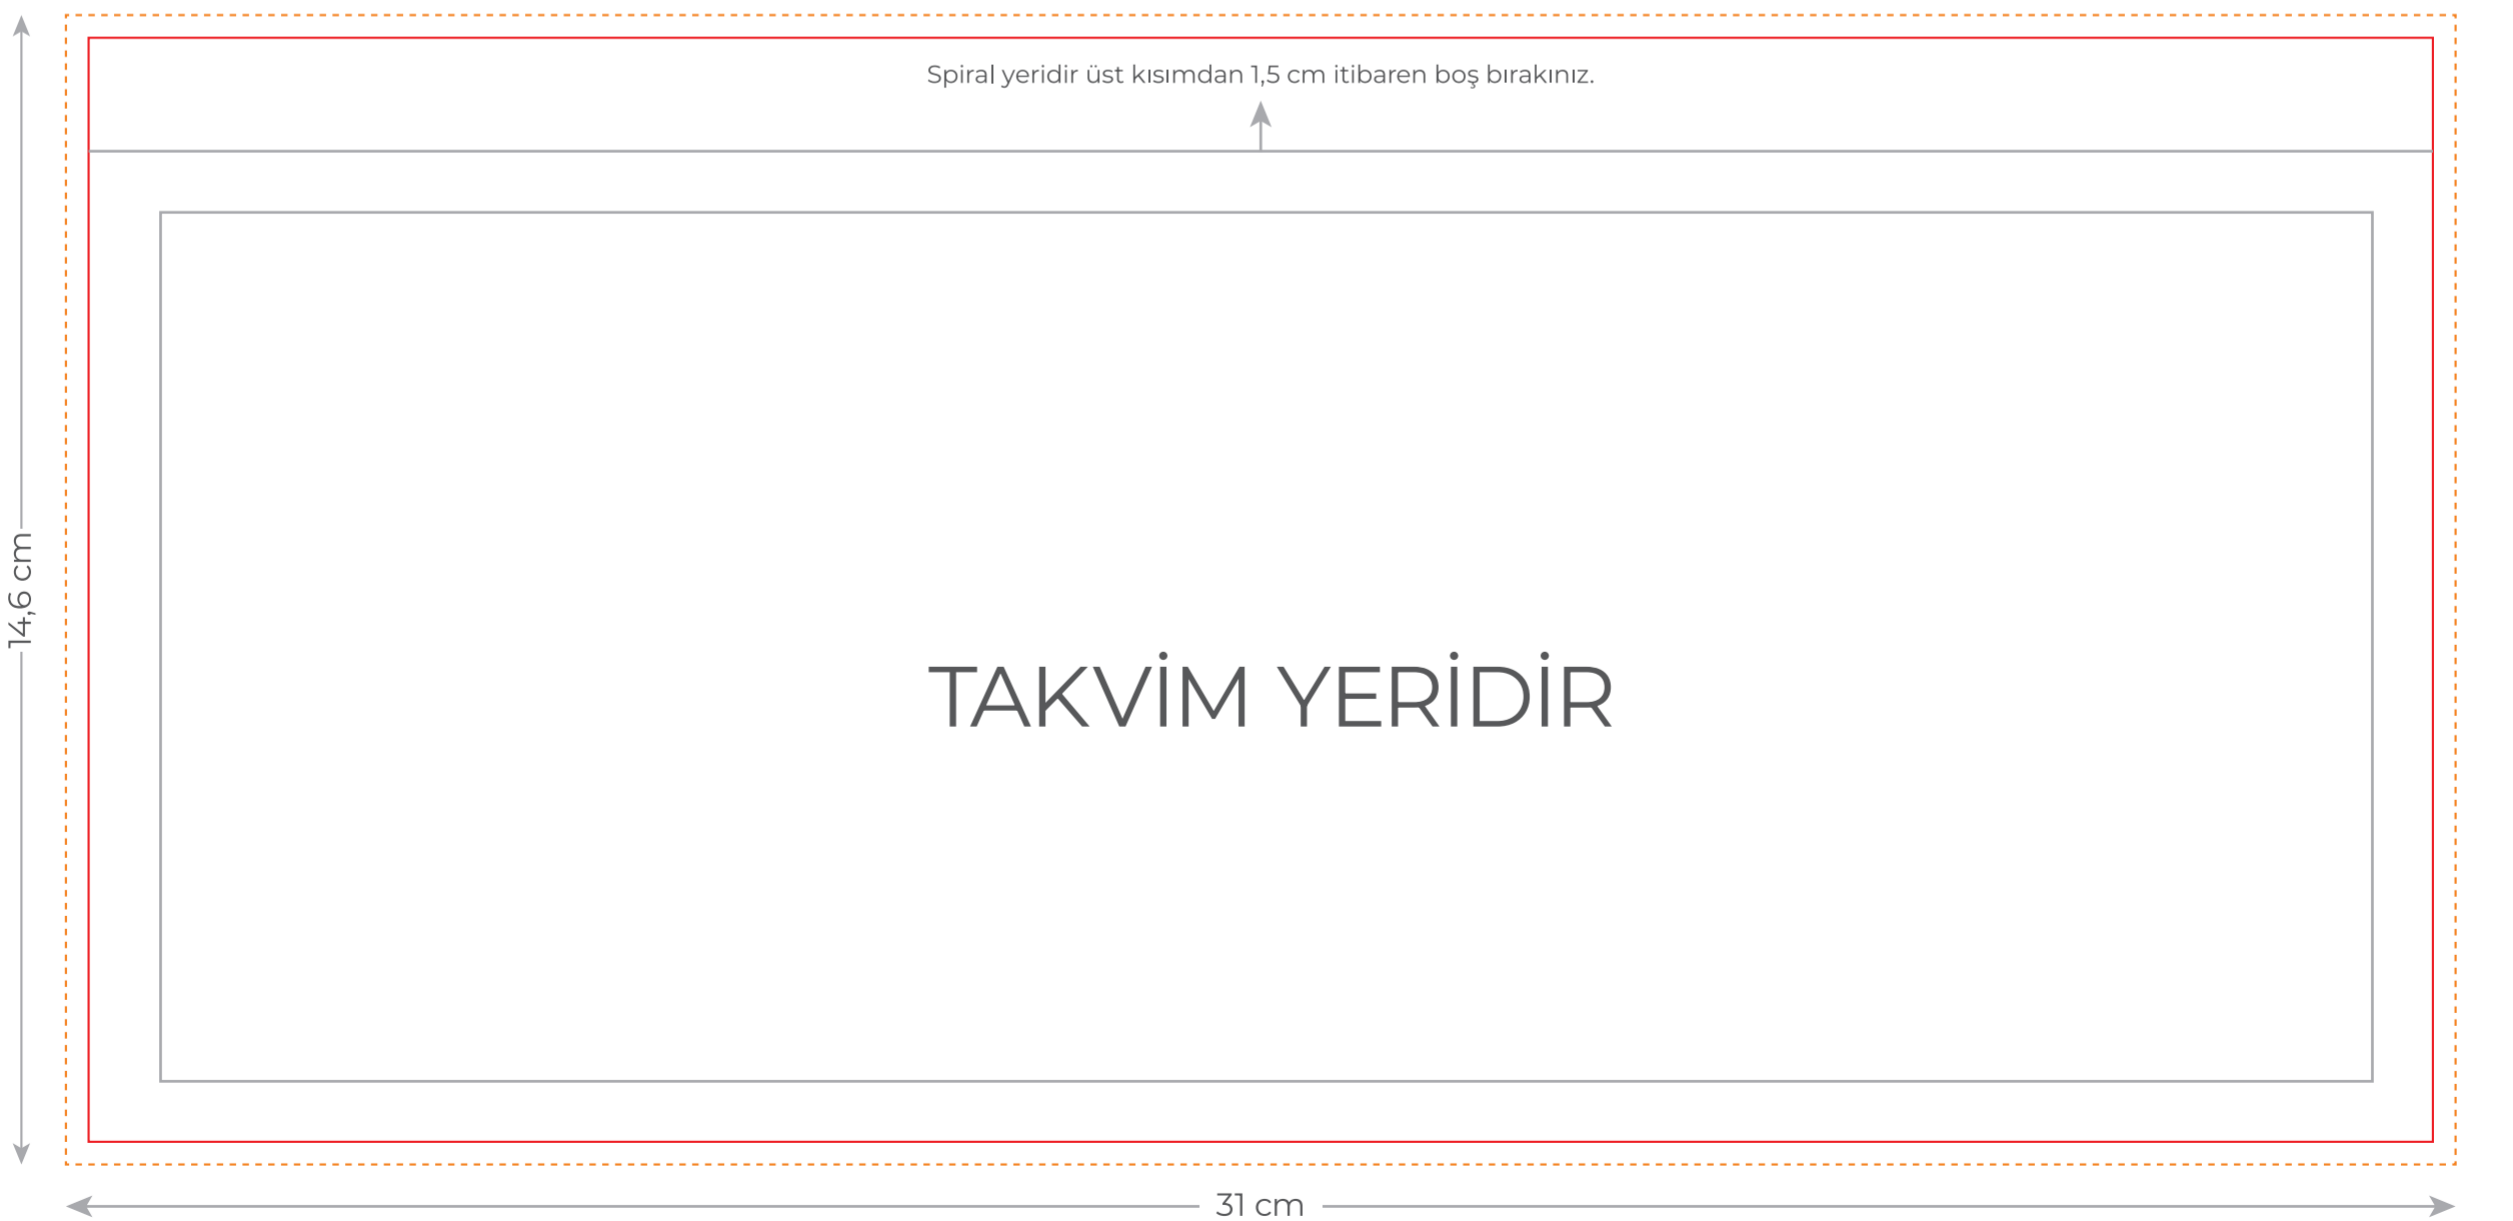 Spiral yeridir üst kısımdan 1,5 cm itibaren boş bırakınız.
14,6 cm
TAKVİM YERİDİR
31 cm